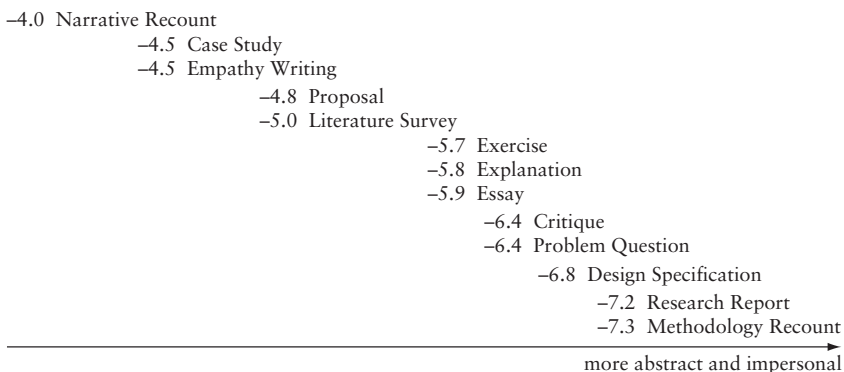 –4.0 Narrative Recount
–4.5 Case Study
–4.5 Empathy Writing
–4.8 Proposal
–5.0 Literature Survey
–5.7 Exercise
–5.8 Explanation
–5.9 Essay
–6.4 Critique
–6.4 Problem Question
–6.8 Design Specification
–7.2 Research Report
–7.3 Methodology Recount
more abstract and impersonal